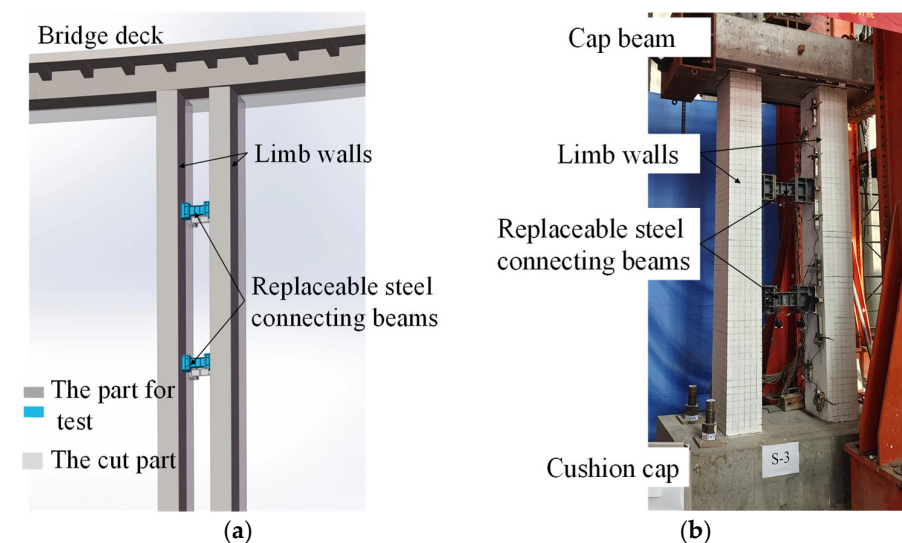 Bridge deck
Limb walls
Replaceable steel
connecting beams
The part for
test
The cut part
(a)
Cap beam
Limb walls
Replaceable steel
connecting beams
Cushion cap
S-3
(b)